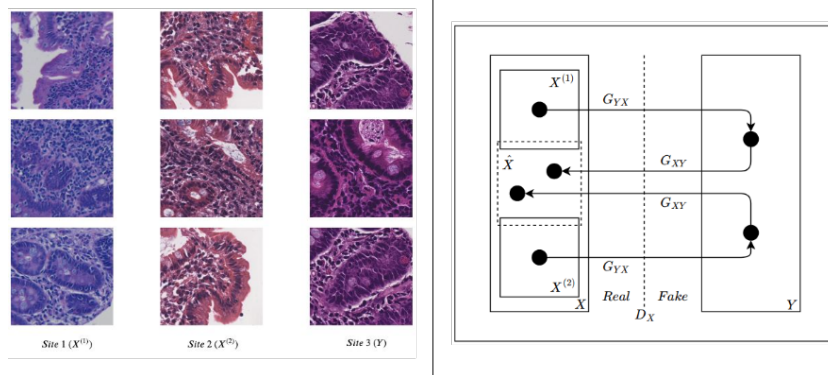 Site 1 (X⁽¹⁾)
Site 2 (X⁽²⁾)
Site 3 (Y)
X⁽¹⁾
G_YX
X̂
G_XY
G_XY
G_YX
X⁽²⁾
X
Real
Fake
D_X
Y